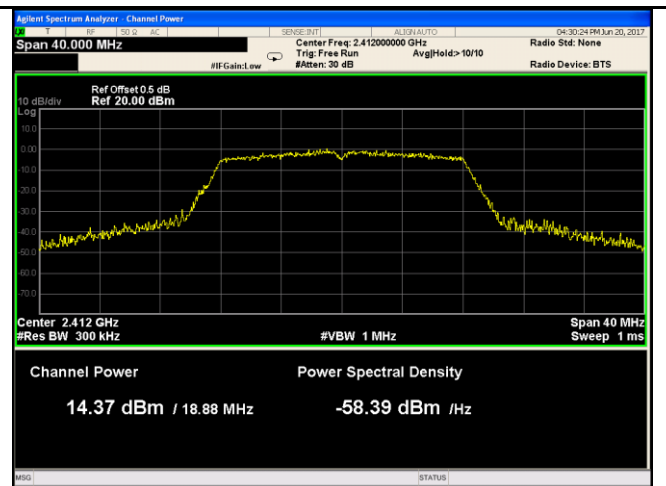 Agilent Spectrum Analyzer - Channel Power
T RF 50 Ω AC SENSE:INT ALIGNAUTO 04:30:24 PM Jun 20, 2017
Span 40.000 MHz Center Freq: 2.412000000 GHz Radio Std: None
Trig: Free Run Avg|Hold:> 10/10
#IFGain:Low #Atten: 30 dB Radio Device: BTS
Ref Offset 0.5 dB
10 dB/div Ref 20.00 dBm
Log
10.0
0.00
-10.0
-20.0
-30.0
-40.0
-50.0
-60.0
-70.0
Center 2.412 GHz Span 40 MHz
#Res BW 300 kHz #VBW 1 MHz Sweep 1 ms
Channel Power Power Spectral Density
14.37 dBm / 18.88 MHz -58.39 dBm /Hz
MSG STATUS